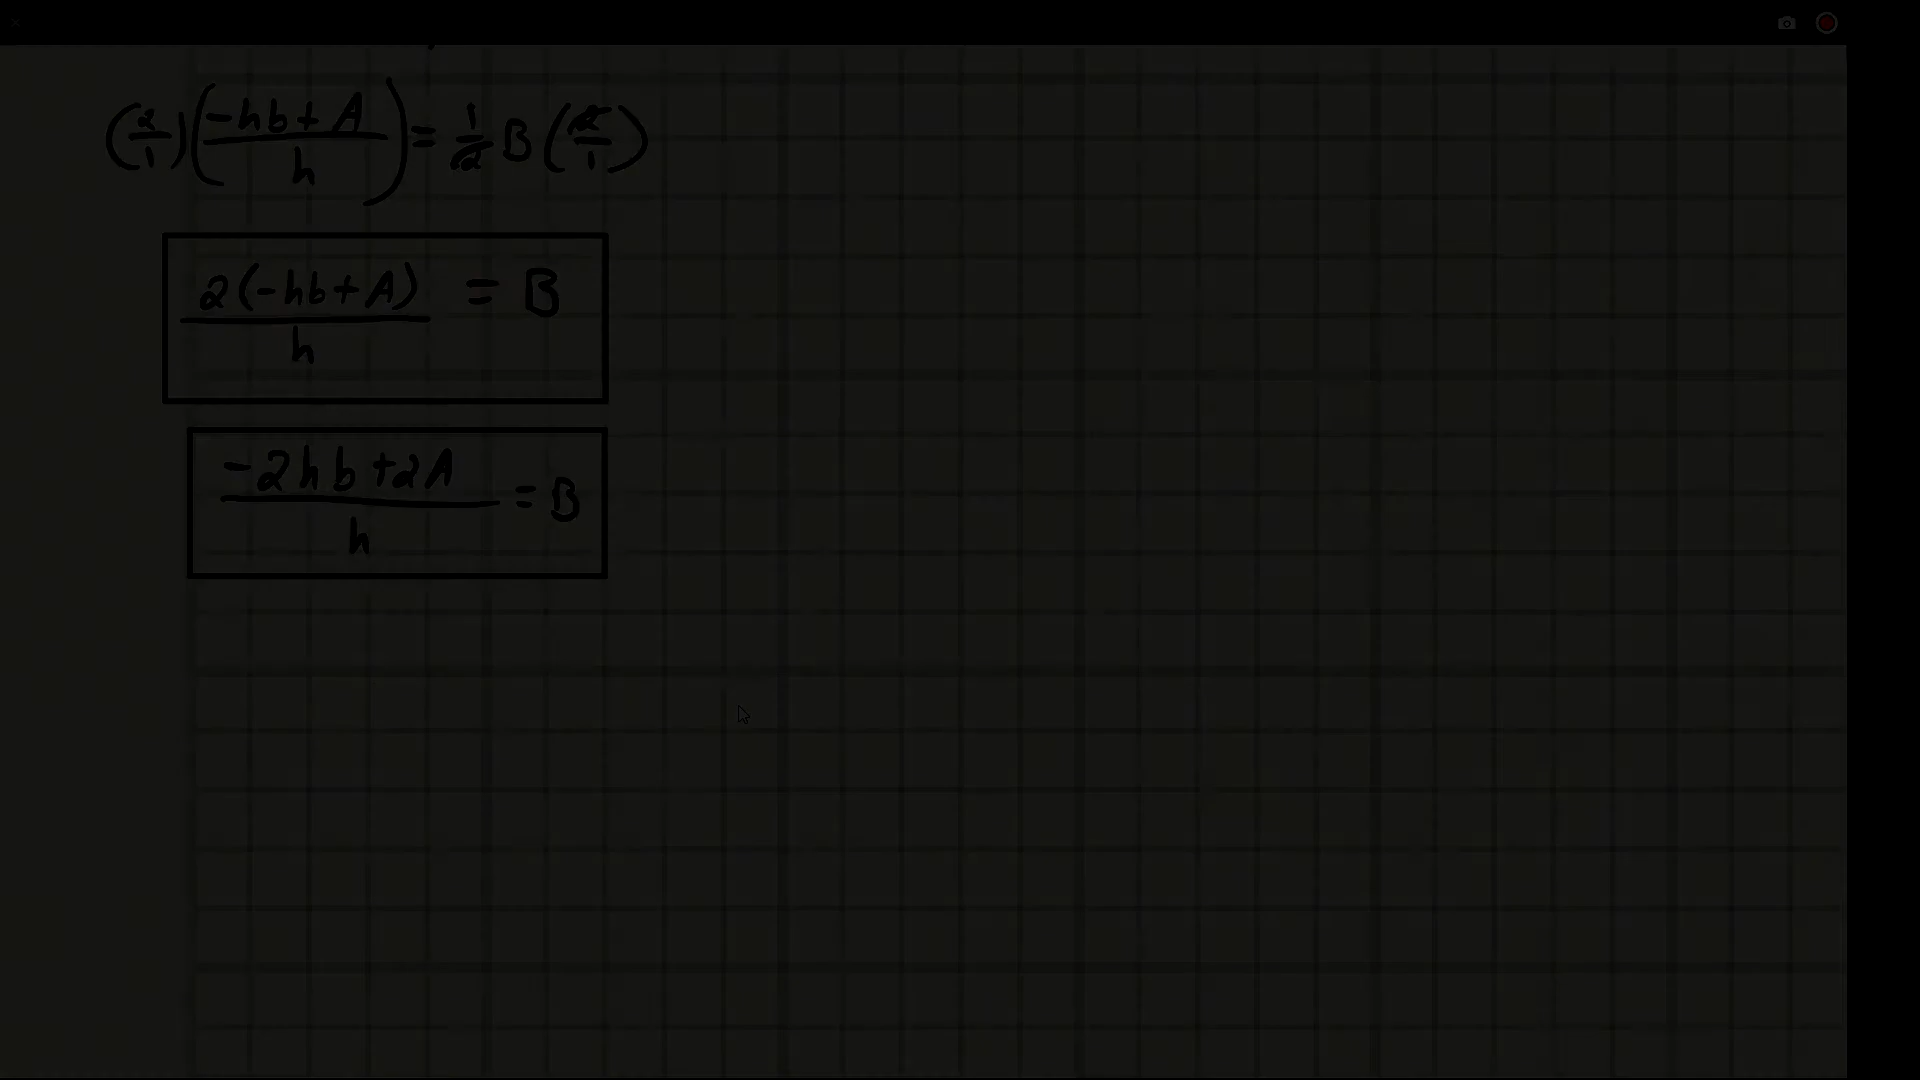 (2/1)((-hb + A)/h) = 1/2 B (2/1)
2(-hb + A)/h = B
(-2hb + 2A)/h = B